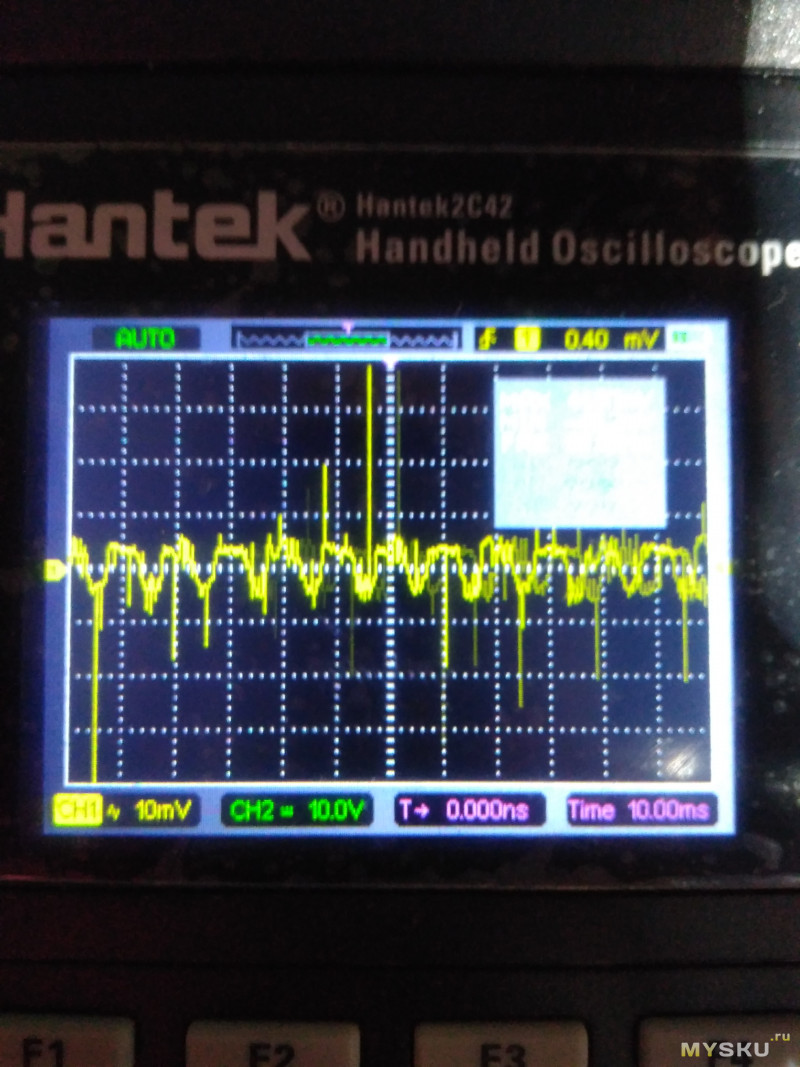 Hantek® Hantek2C42
Handheld Oscilloscope
AUTO 1 0.40 mV
CH1 10mV CH2 10.0V T→ 0.000ns Time 10.00ms
F1 F2 F3
MYSKU.ru